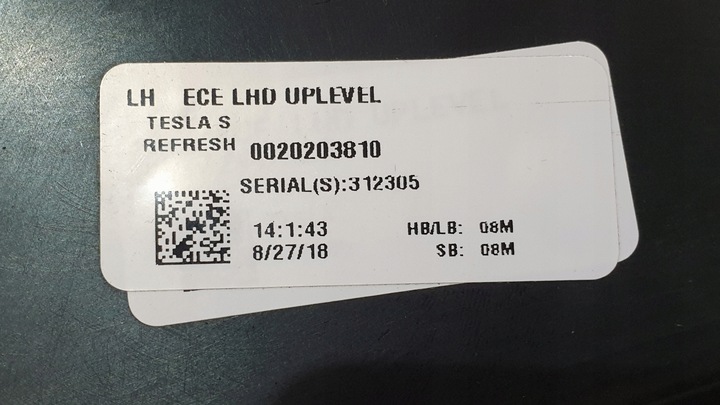 LH ECE LHD UPLEVEL
TESLA S
REFRESH 0020203810
SERIAL(S):312305
14:1:43 HB/LB: 08M
8/27/18 SB: 08M